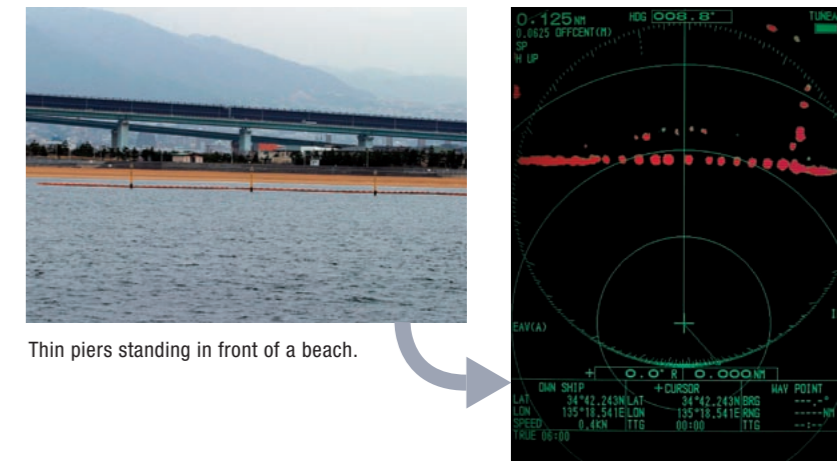 Thin piers standing in front of a beach.
0.125NM
HDG 008.8°
TUNE
0.0625 OFFCENT(M)
SP
H UP
EAV(A)
+ 0.0° R 0.000NM
OWN SHIP +CURSOR WAY POINT
LAT 34°42.243N LAT 34°42.243N BRG ---.-°
LON 135°18.541E LON 135°18.541E RNG -----NM
SPEED 0.4KN TTG 00:00 TTG --:--
TRUE 06:00